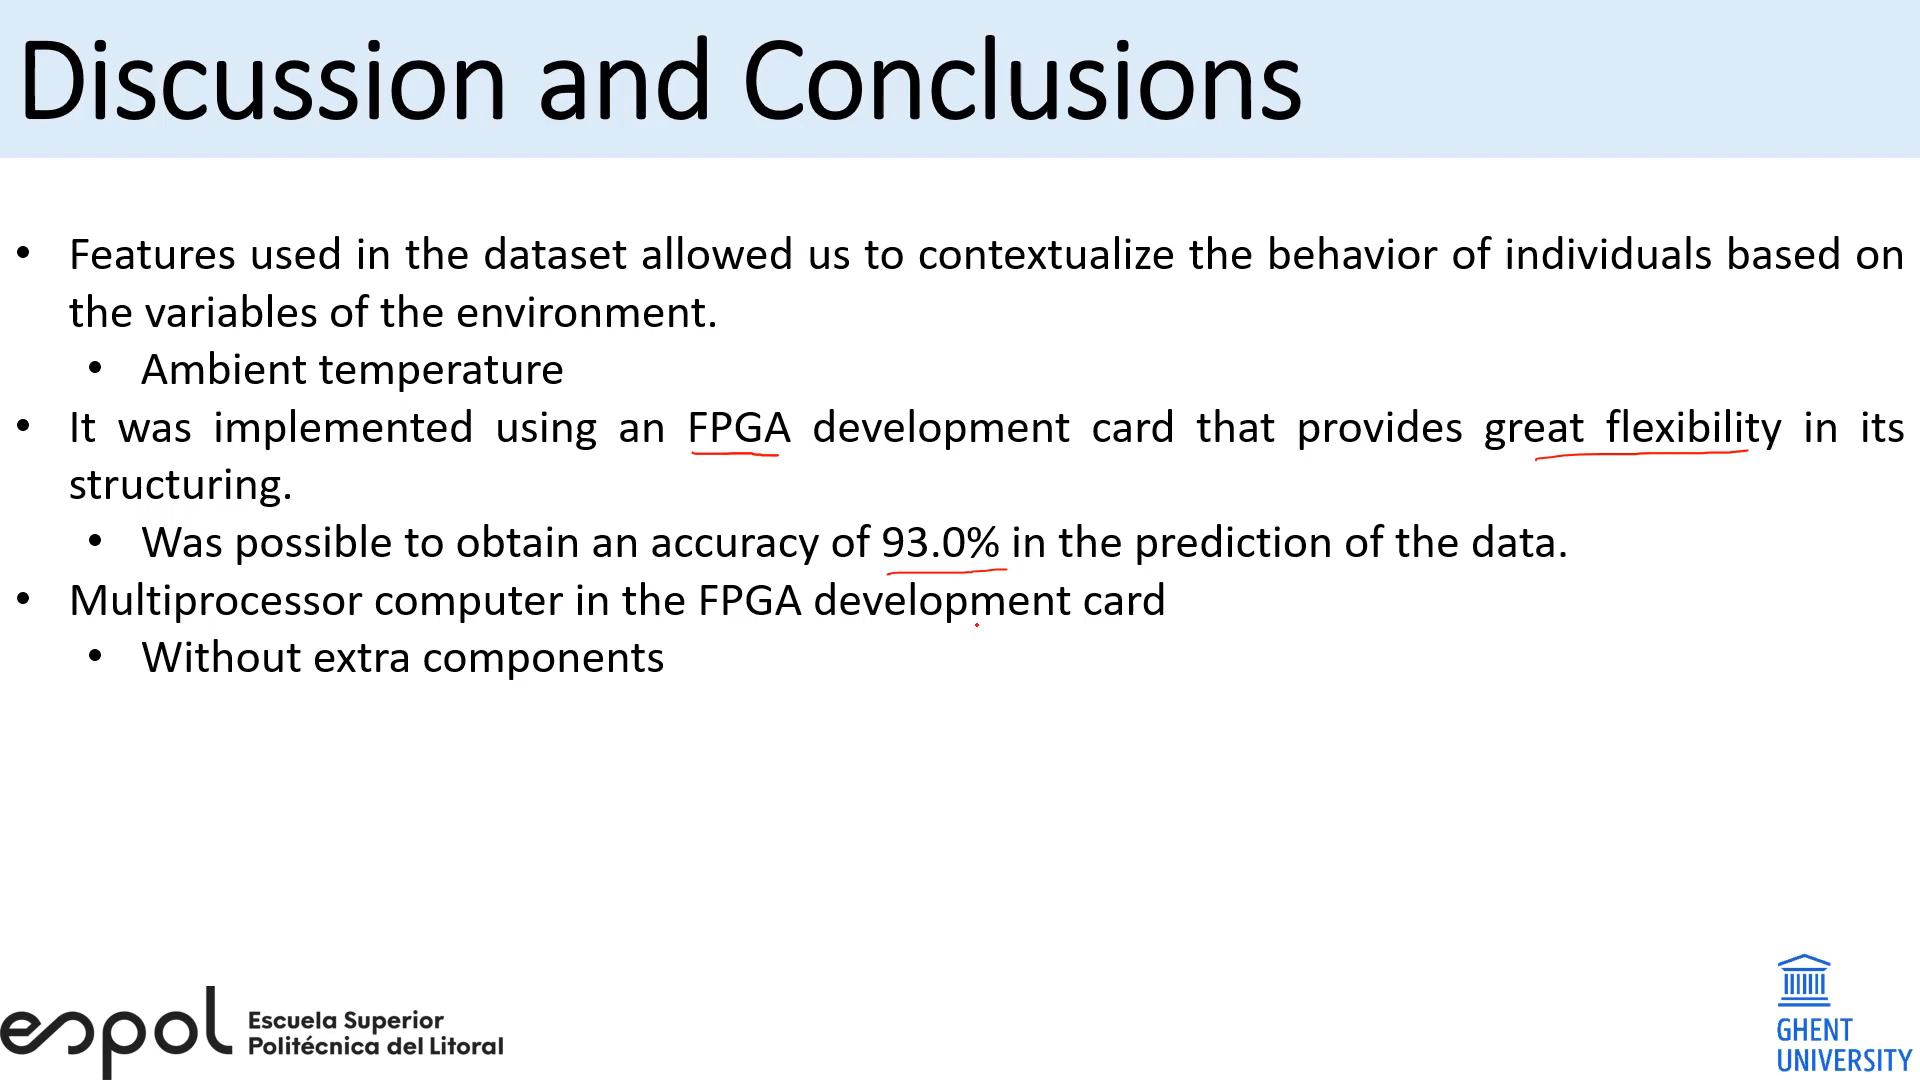 Discussion and Conclusions
• Features used in the dataset allowed us to contextualize the behavior of individuals based on
the variables of the environment.
• Ambient temperature
• It was implemented using an FPGA development card that provides great flexibility in its
structuring.
• Was possible to obtain an accuracy of 93.0% in the prediction of the data.
• Multiprocessor computer in the FPGA development card
• Without extra components
espol
Escuela Superior
Politécnica del Litoral
GHENT
UNIVERSITY